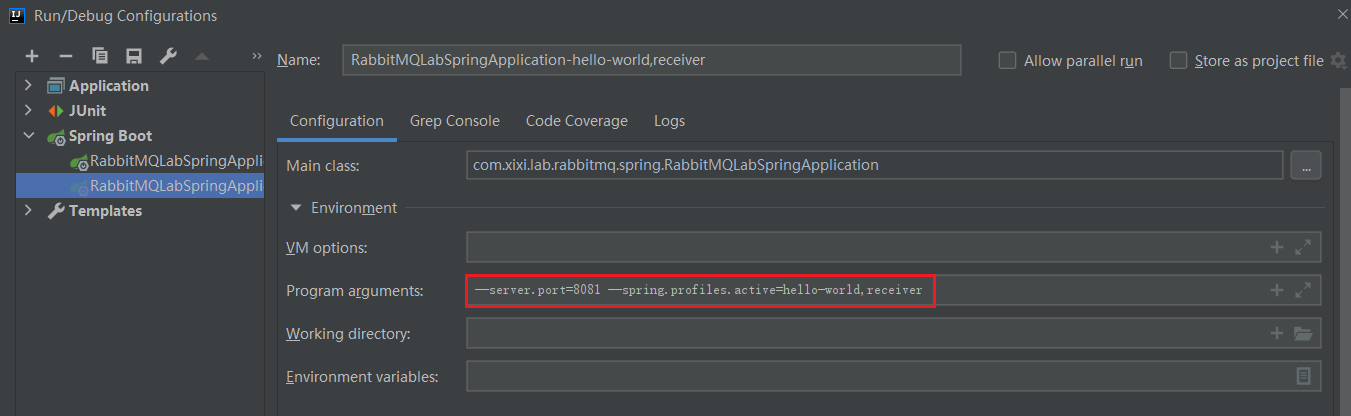 Run/Debug Configurations
Name: RabbitMQLabSpringApplication-hello-world,receiver
Allow parallel run
Store as project file
Application
JUnit
Spring Boot
RabbitMQLabSpringAppli
RabbitMQLabSpringAppli
Templates
Configuration Grep Console Code Coverage Logs
Main class: com.xixi.lab.rabbitmq.spring.RabbitMQLabSpringApplication ...
Environment
VM options:
Program arguments: --server.port=8081 --spring.profiles.active=hello-world,receiver
Working directory:
Environment variables: